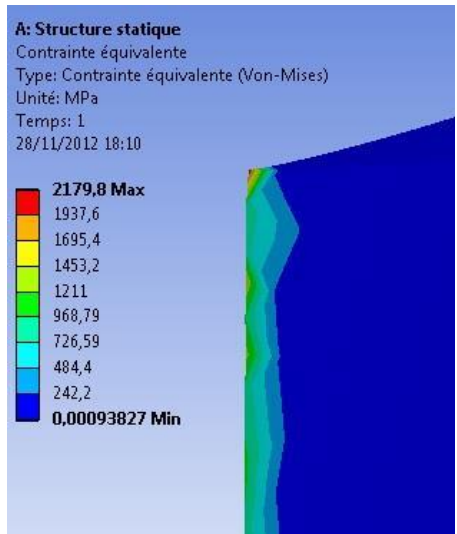 A: Structure statique
Contrainte équivalente
Type: Contrainte équivalente (Von-Mises)
Unité: MPa
Temps: 1
28/11/2012 18:10
2179,8 Max
1937,6
1695,4
1453,2
1211
968,79
726,59
484,4
242,2
0,00093827 Min